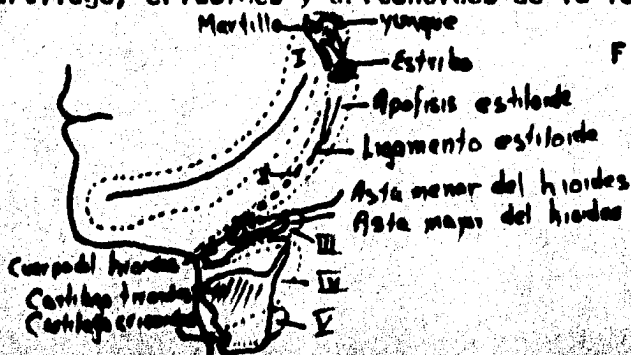 Martillo
Yunque
Estribo
F
I
Apofisis estiloide
Ligamento estiloide
II
Asta menor del hioides
Asta mayor del hioides
III
Cuerpo del hioides
IV
Cartilago tiroides
Cartilago cricoides
V